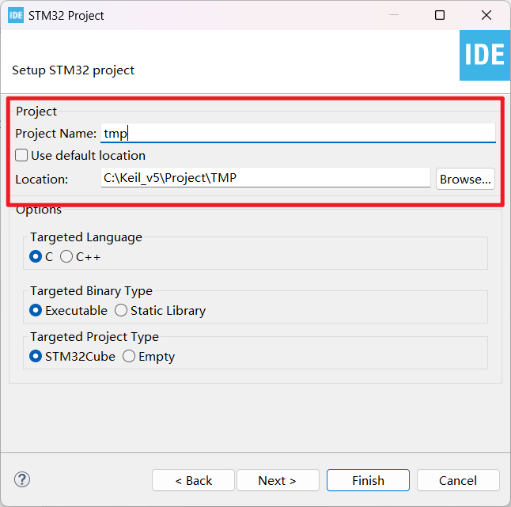 IDE STM32 Project
Setup STM32 project
IDE
Project
Project Name: tmp
Use default location
Location: C:\Keil_v5\Project\TMP Browse...
Options
Targeted Language
C C++
Targeted Binary Type
Executable Static Library
Targeted Project Type
STM32Cube Empty
? < Back Next > Finish Cancel